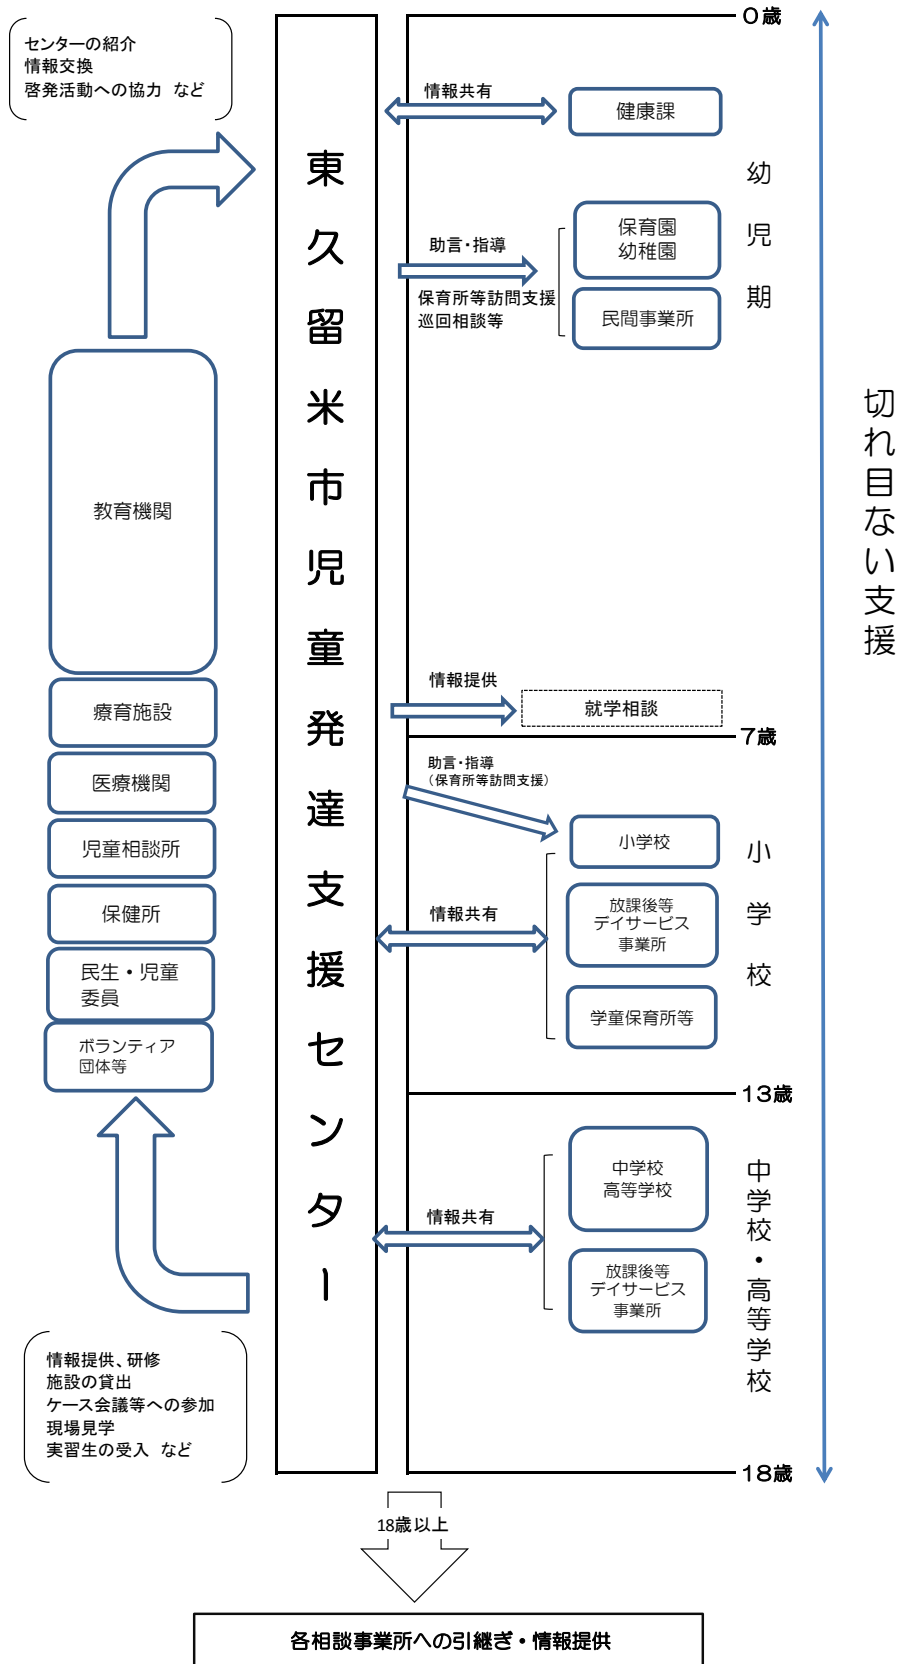 センターの紹介
情報交換
啓発活動への協力 など
教育機関
療育施設
医療機関
児童相談所
保健所
民生・児童
委員
ボランティア
団体等
情報提供、研修
施設の貸出
ケース会議等への参加
現場見学
実習生の受入 など
東久留米市児童発達支援センター
0歳
情報共有
健康課
幼児期
助言・指導
保育所等訪問支援
巡回相談等
保育園
幼稚園
民間事業所
情報提供
就学相談
7歳
助言・指導
（保育所等訪問支援）
小学校
情報共有
放課後等
デイサービス
事業所
学童保育所等
小学校
13歳
情報共有
中学校
高等学校
放課後等
デイサービス
事業所
中学校・高等学校
18歳
切れ目ない支援
18歳以上
各相談事業所への引継ぎ・情報提供